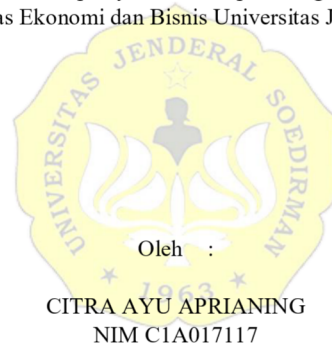 as Ekonomi dan Bisnis Universitas J
UNIVERSITAS JENDERAL SOEDIRMAN
Oleh :
1963
CITRA AYU APRIANING
NIM C1A017117